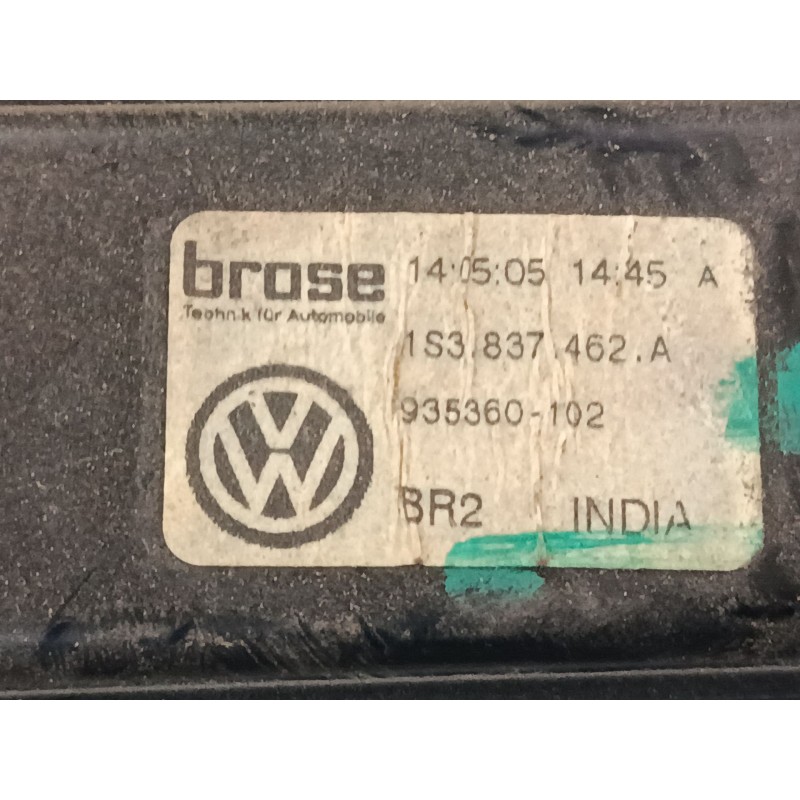 brose
Technik für Automobile
14:05:05 14:45 A
1S3.837.462.A
935360-102
BR2 INDIA